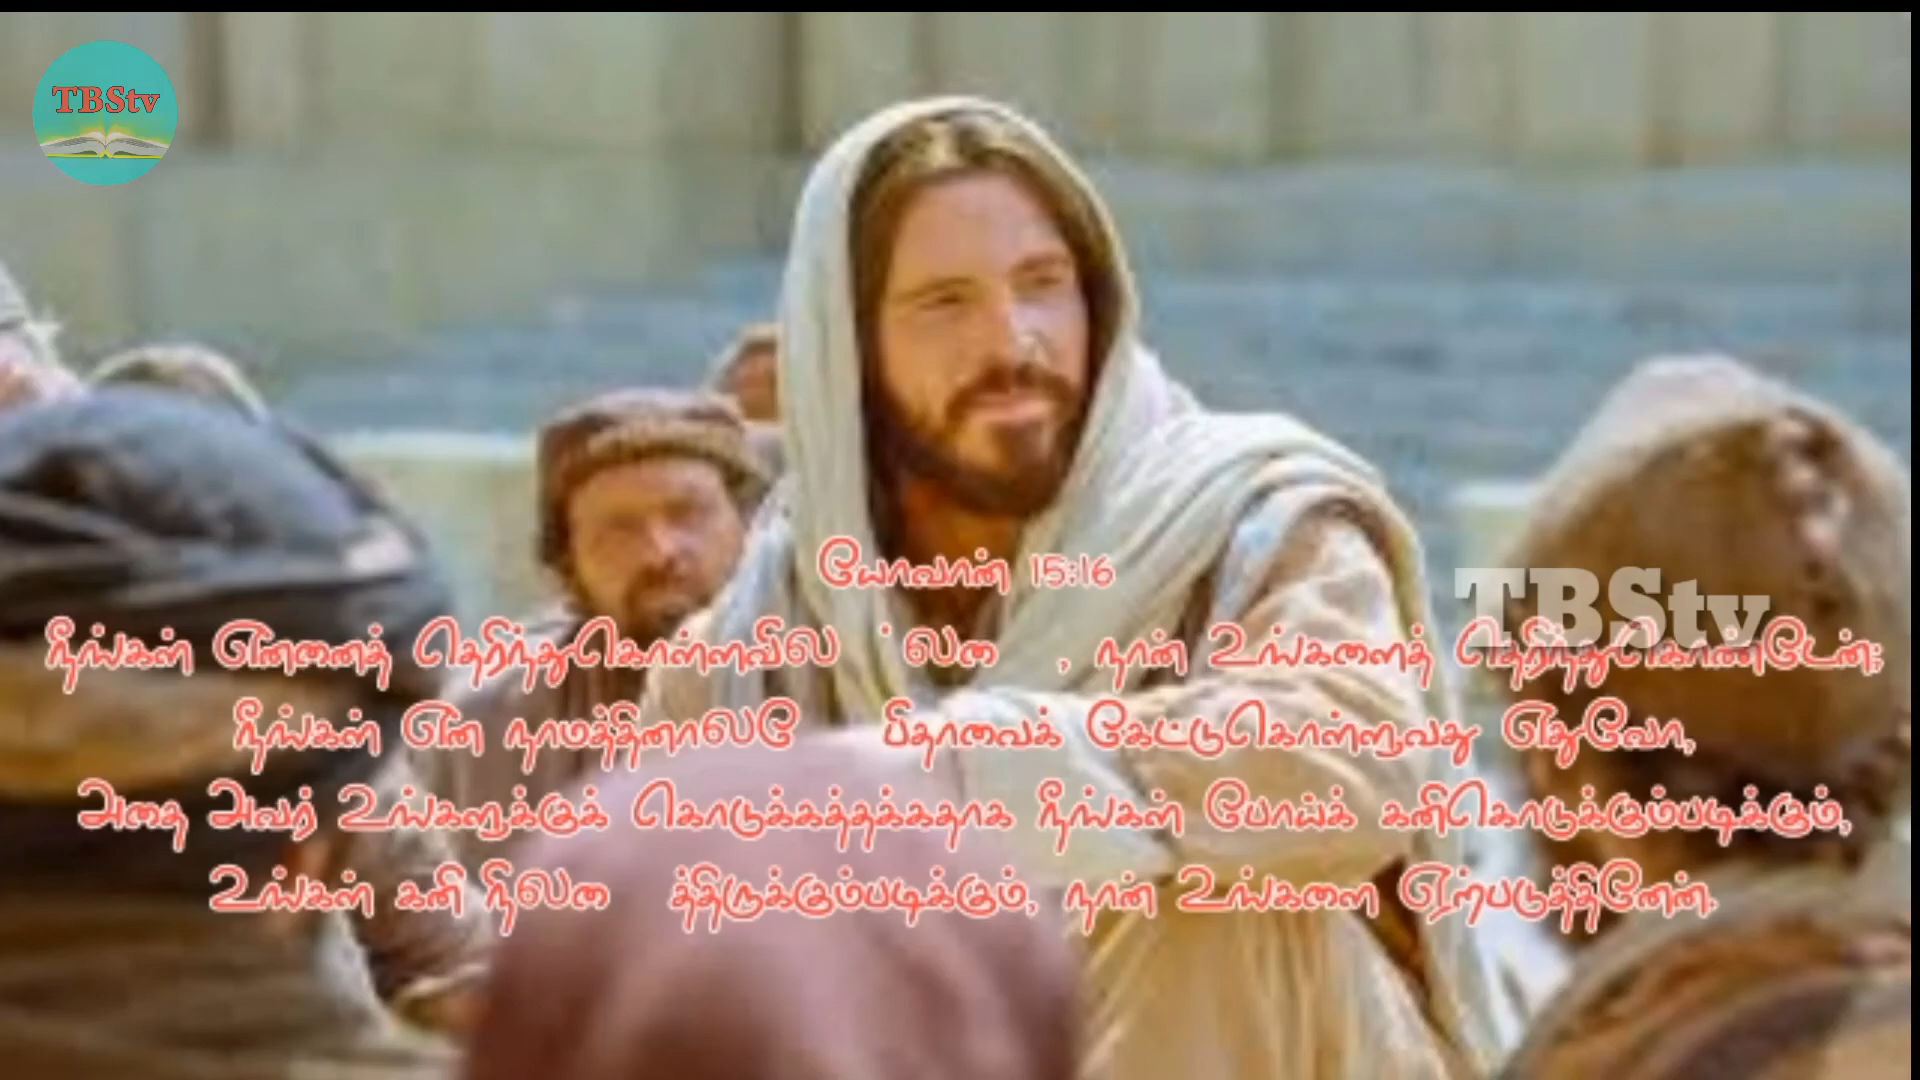 TBStv
யோவான் 15:16
TBStv
நீங்கள் என்னைத் தெரிந்துகொள்ளவில்லை , நான் உங்களைத் தெரிந்துகொண்டேன்;
நீங்கள் என் நாமத்தினாலே பிதாவைக் கேட்டுகொள்ளுவது எதுவோ,
அதை அவர் உங்களுக்குக் கொடுக்கத்தக்கதாக நீங்கள் போய்க் கனிகொடுக்கும்படிக்கும்,
உங்கள் கனி நிலைத்திருக்கும்படிக்கும், நான் உங்களை ஏற்படுத்தினேன்.